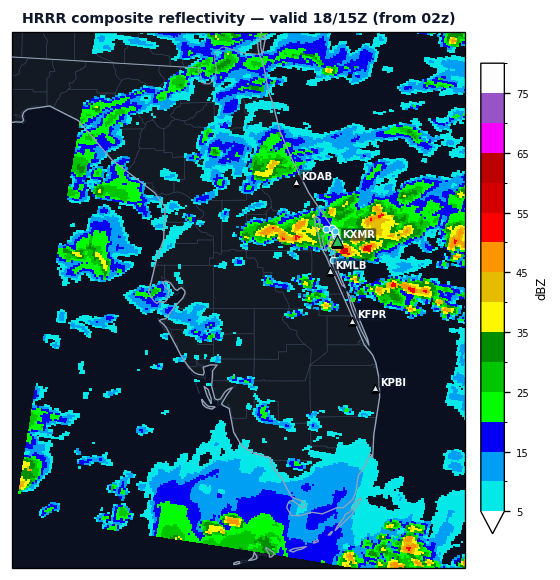 HRRR composite reflectivity — valid 18/15Z (from 02z)
KDAB
KXMR
KMLB
KFPR
KPBI
75
65
55
45
35
25
15
5
dBZ